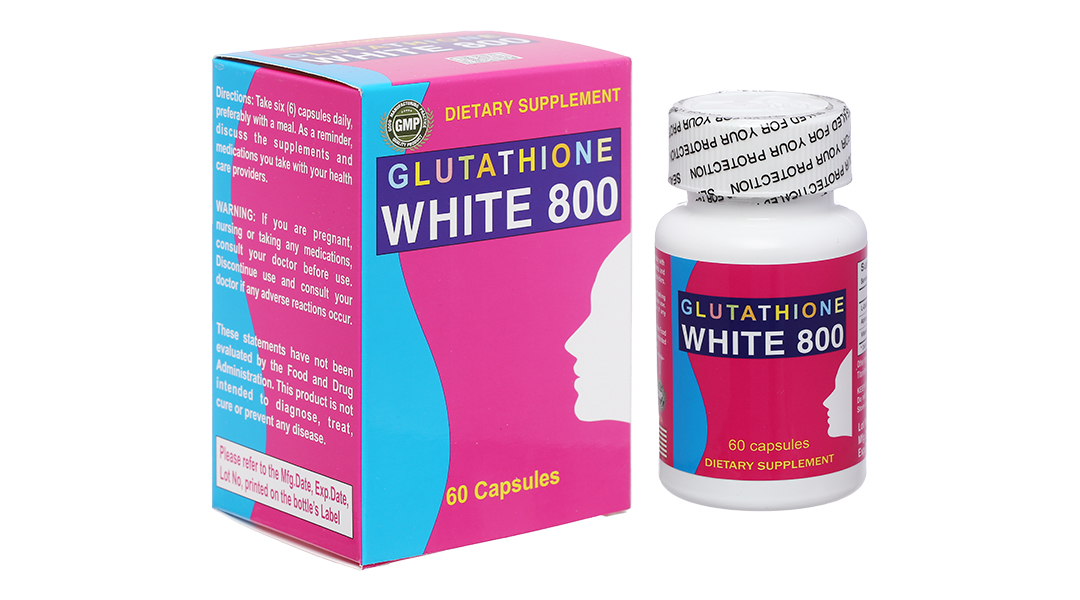 GLUTATHIONE
WHITE 800
Directions: Take six (6) capsules daily,
preferably with a meal. As a reminder,
discuss the supplements and
medications you take with your health
care providers.
WARNING: If you are pregnant,
nursing or taking any medications,
consult your doctor before use.
Discontinue use and consult your
doctor if any adverse reactions occur.
These statements have not been
evaluated by the Food and Drug
Administration. This product is not
intended to diagnose, treat,
cure or prevent any disease.
Please refer to the Mfg.Date, Exp.Date,
Lot No, printed on the bottle's Label
GMP
DIETARY SUPPLEMENT
GLUTATHIONE
WHITE 800
60 Capsules
SEALED FOR YOUR PROTECTION
GLUTATHIONE
WHITE 800
60 capsules
DIETARY SUPPLEMENT